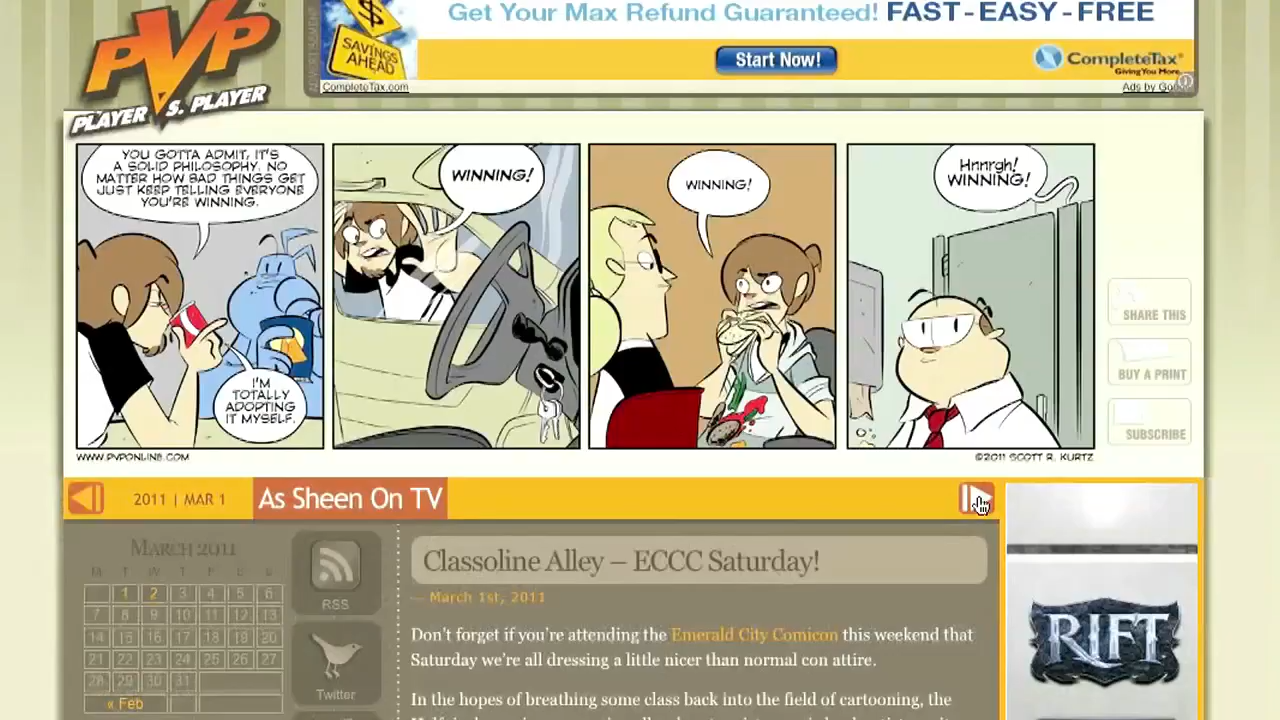 Get Your Max Refund Guaranteed! FAST - EASY - FREE
SAVINGS
AHEAD
Start Now!
CompleteTax®
Giving You More.
CompleteTax.com
Ads by Go
PVP™
PLAYER VS. PLAYER
YOU GOTTA ADMIT, IT'S
A SOLID PHILOSOPHY. NO
MATTER HOW BAD THINGS GET
JUST KEEP TELLING EVERYONE
YOU'RE WINNING.
I'M
TOTALLY
ADOPTING
IT MYSELF.
WINNING!
WINNING!
Hnnrgh!
WINNING!
WWW.PVPONLINE.COM
©2011 SCOTT R. KURTZ
SHARE THIS
BUY A PRINT
SUBSCRIBE
2011 | MAR 1
As Sheen On TV
MARCH 2011
M T W T F S S
1 2 3 4 5 6
7 8 9 10 11 12 13
14 15 16 17 18 19 20
21 22 23 24 25 26 27
28 29 30 31
« Feb
RSS
Twitter
Classoline Alley – ECCC Saturday!
— March 1st, 2011
Don't forget if you're attending the Emerald City Comicon this weekend that
Saturday we're all dressing a little nicer than normal con attire.
In the hopes of breathing some class back into the field of cartooning, the
RIFT